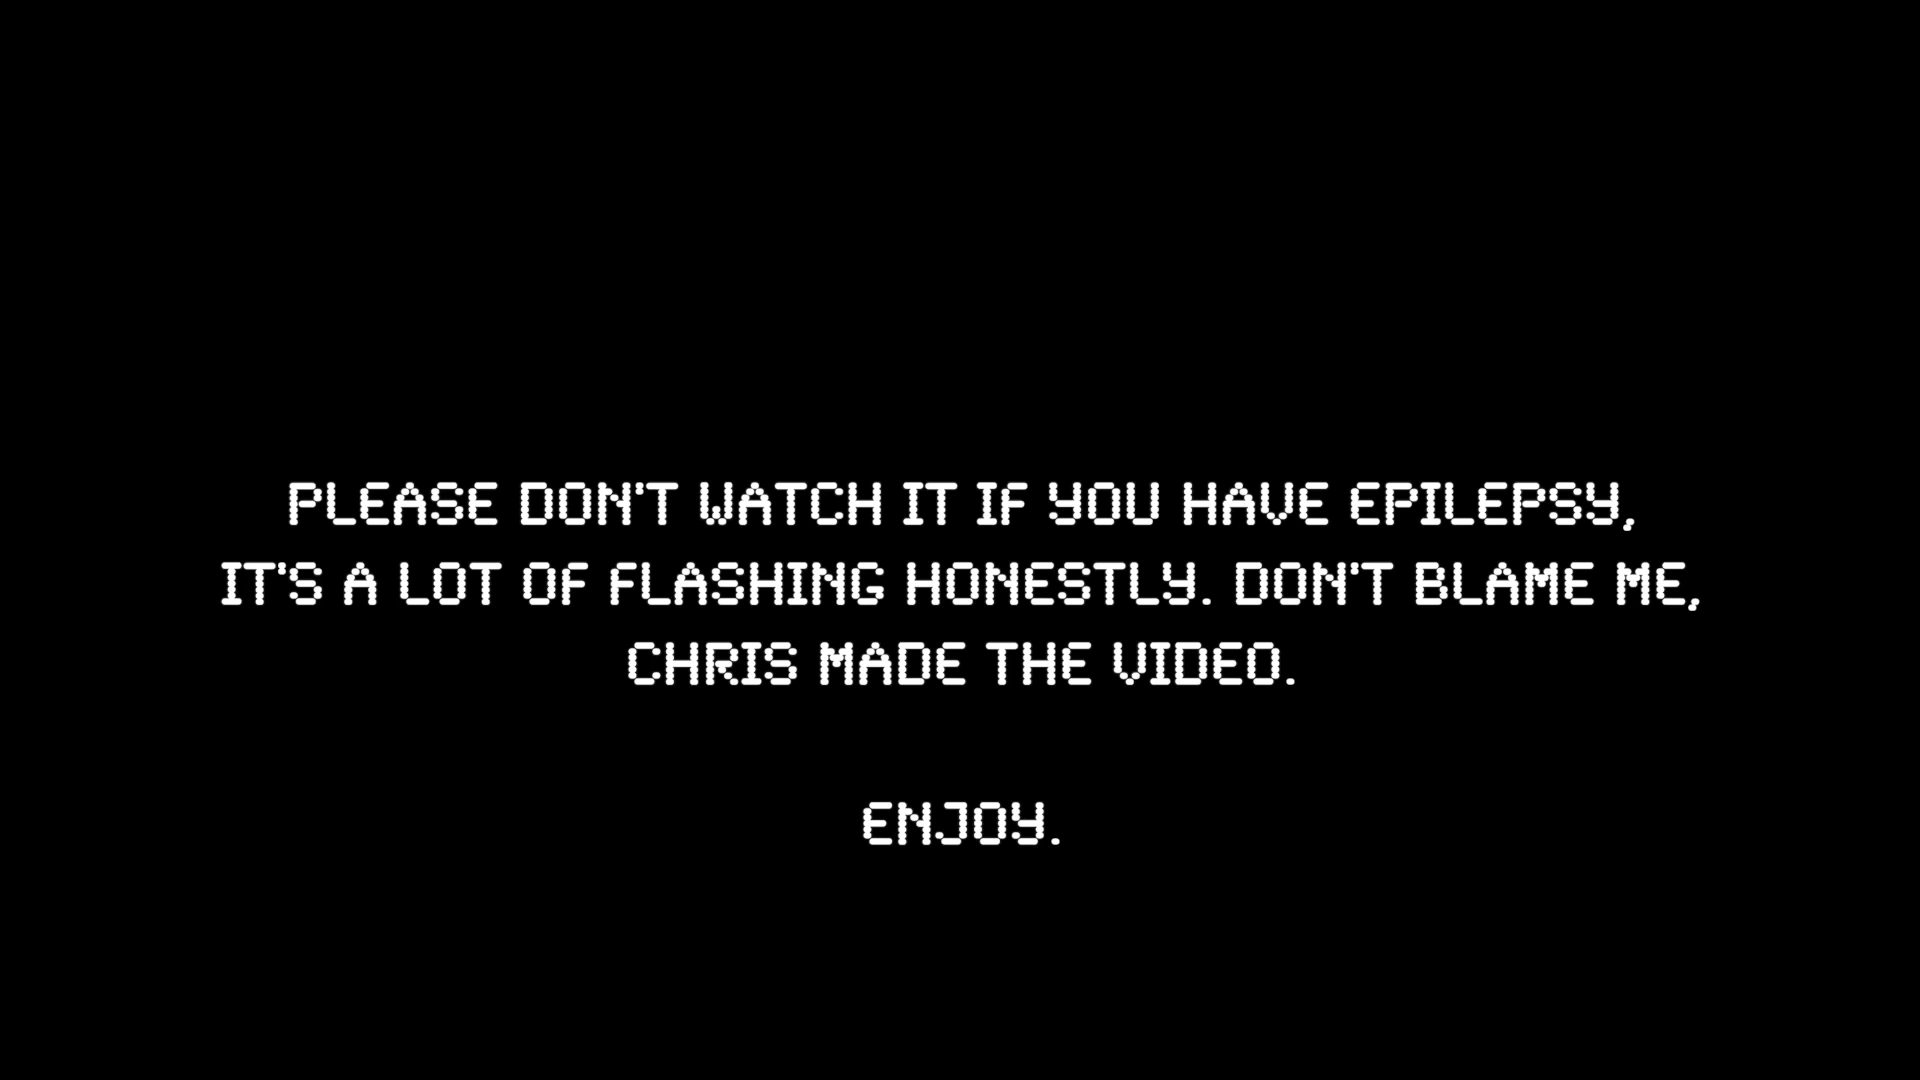 PLEASE DON'T WATCH IT IF YOU HAVE EPILEPSY,
IT'S A LOT OF FLASHING HONESTLY. DON'T BLAME ME,
CHRIS MADE THE VIDEO.
ENJOY.